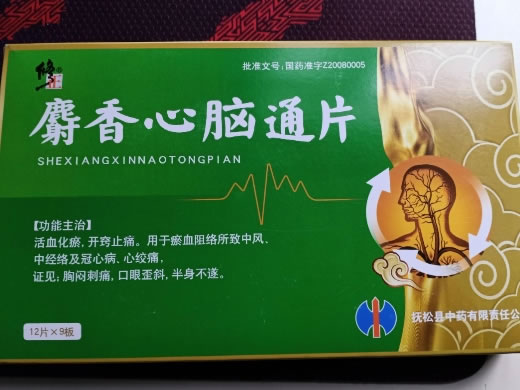 修正
批准文号:国药准字Z20080005
麝香心脑通片
SHEXIANGXINNAOTONGPIAN
【功能主治】
活血化瘀,开窍止痛。用于瘀血阻络所致中风,
中经络及冠心病、心绞痛,
证见:胸闷刺痛,口眼歪斜,半身不遂。
12片×9板
抚松县中药有限责任公